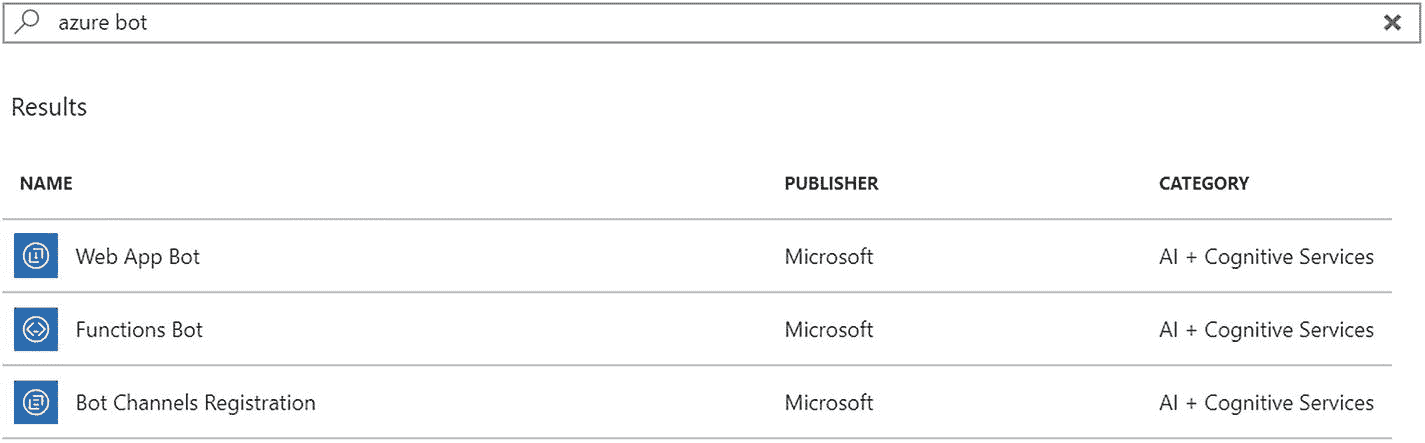 azure bot
Results
NAME PUBLISHER CATEGORY
Web App Bot Microsoft AI + Cognitive Services
Functions Bot Microsoft AI + Cognitive Services
Bot Channels Registration Microsoft AI + Cognitive Services